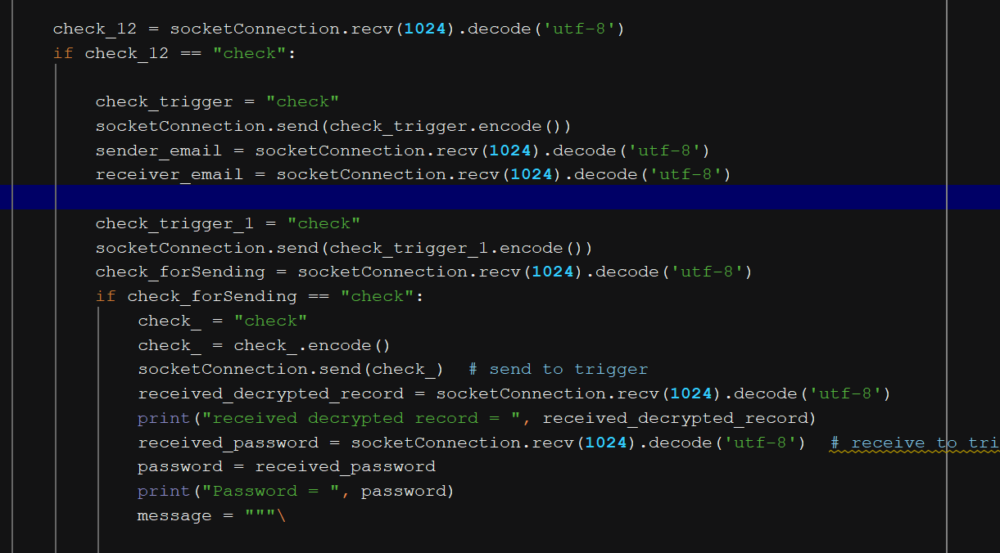 check_12 = socketConnection.recv(1024).decode('utf-8')
if check_12 == "check":
check_trigger = "check"
socketConnection.send(check_trigger.encode())
sender_email = socketConnection.recv(1024).decode('utf-8')
receiver_email = socketConnection.recv(1024).decode('utf-8')
check_trigger_1 = "check"
socketConnection.send(check_trigger_1.encode())
check_forSending = socketConnection.recv(1024).decode('utf-8')
if check_forSending == "check":
check_ = "check"
check_ = check_.encode()
socketConnection.send(check_)  # send to trigger
received_decrypted_record = socketConnection.recv(1024).decode('utf-8')
print("received decrypted record = ", received_decrypted_record)
received_password = socketConnection.recv(1024).decode('utf-8')  # receive to tri
password = received_password
print("Password = ", password)
message = """\